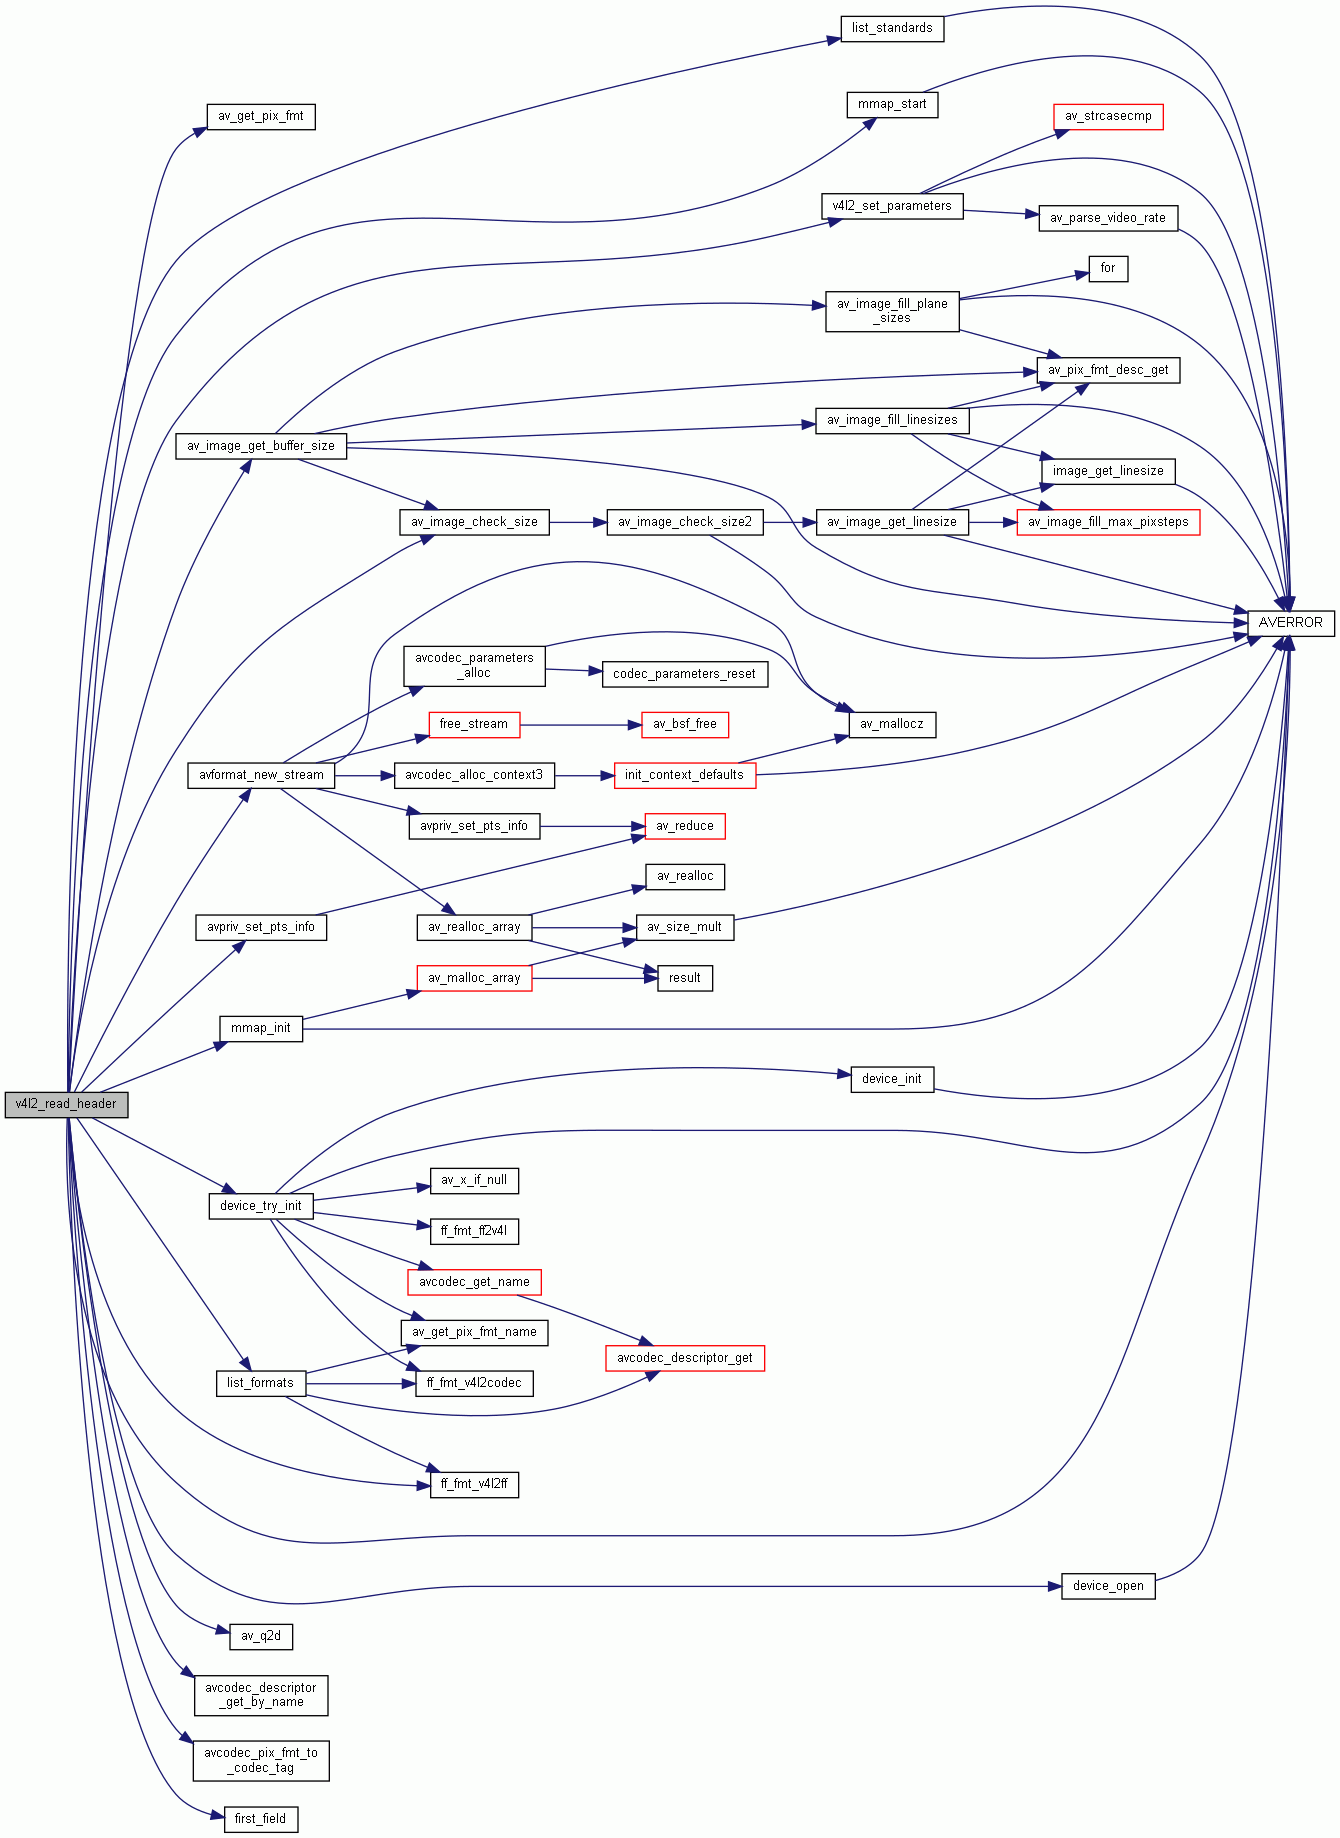 list_standards
mmap_start
av_get_pix_fmt
av_strcasecmp
v4l2_set_parameters
av_parse_video_rate
for
av_image_fill_plane
_sizes
av_pix_fmt_desc_get
av_image_fill_linesizes
av_image_get_buffer_size
image_get_linesize
av_image_check_size
av_image_check_size2
av_image_get_linesize
av_image_fill_max_pixsteps
AVERROR
avcodec_parameters
_alloc
codec_parameters_reset
free_stream
av_bsf_free
av_mallocz
avformat_new_stream
avcodec_alloc_context3
init_context_defaults
avpriv_set_pts_info
av_reduce
av_realloc
avpriv_set_pts_info
av_realloc_array
av_size_mult
av_malloc_array
result
mmap_init
device_init
v4l2_read_header
av_x_if_null
device_try_init
ff_fmt_ff2v4l
avcodec_get_name
av_get_pix_fmt_name
avcodec_descriptor_get
list_formats
ff_fmt_v4l2codec
ff_fmt_v4l2ff
device_open
av_q2d
avcodec_descriptor
_get_by_name
avcodec_pix_fmt_to
_codec_tag
first_field